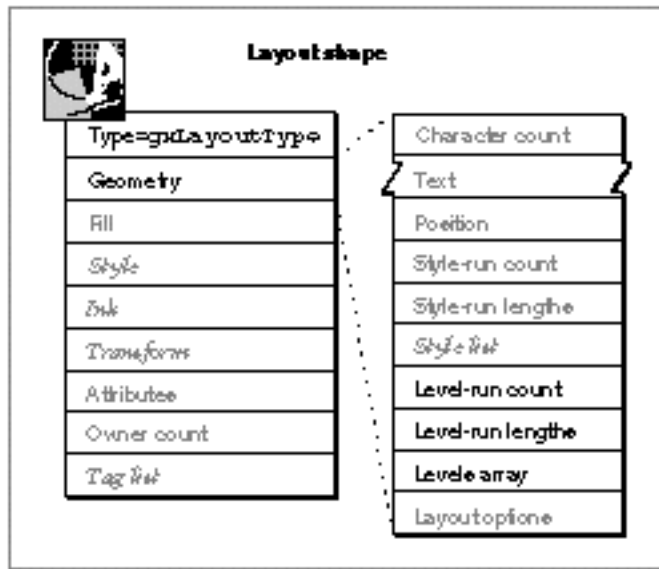 Layout shape
Type=gxLayoutType
Geometry
Fill
Style
Ink
Transform
Attributes
Owner count
Tag list
Character count
Text
Position
Style-run count
Style-run lengths
Style list
Level-run count
Level-run lengths
Levels array
Layout options